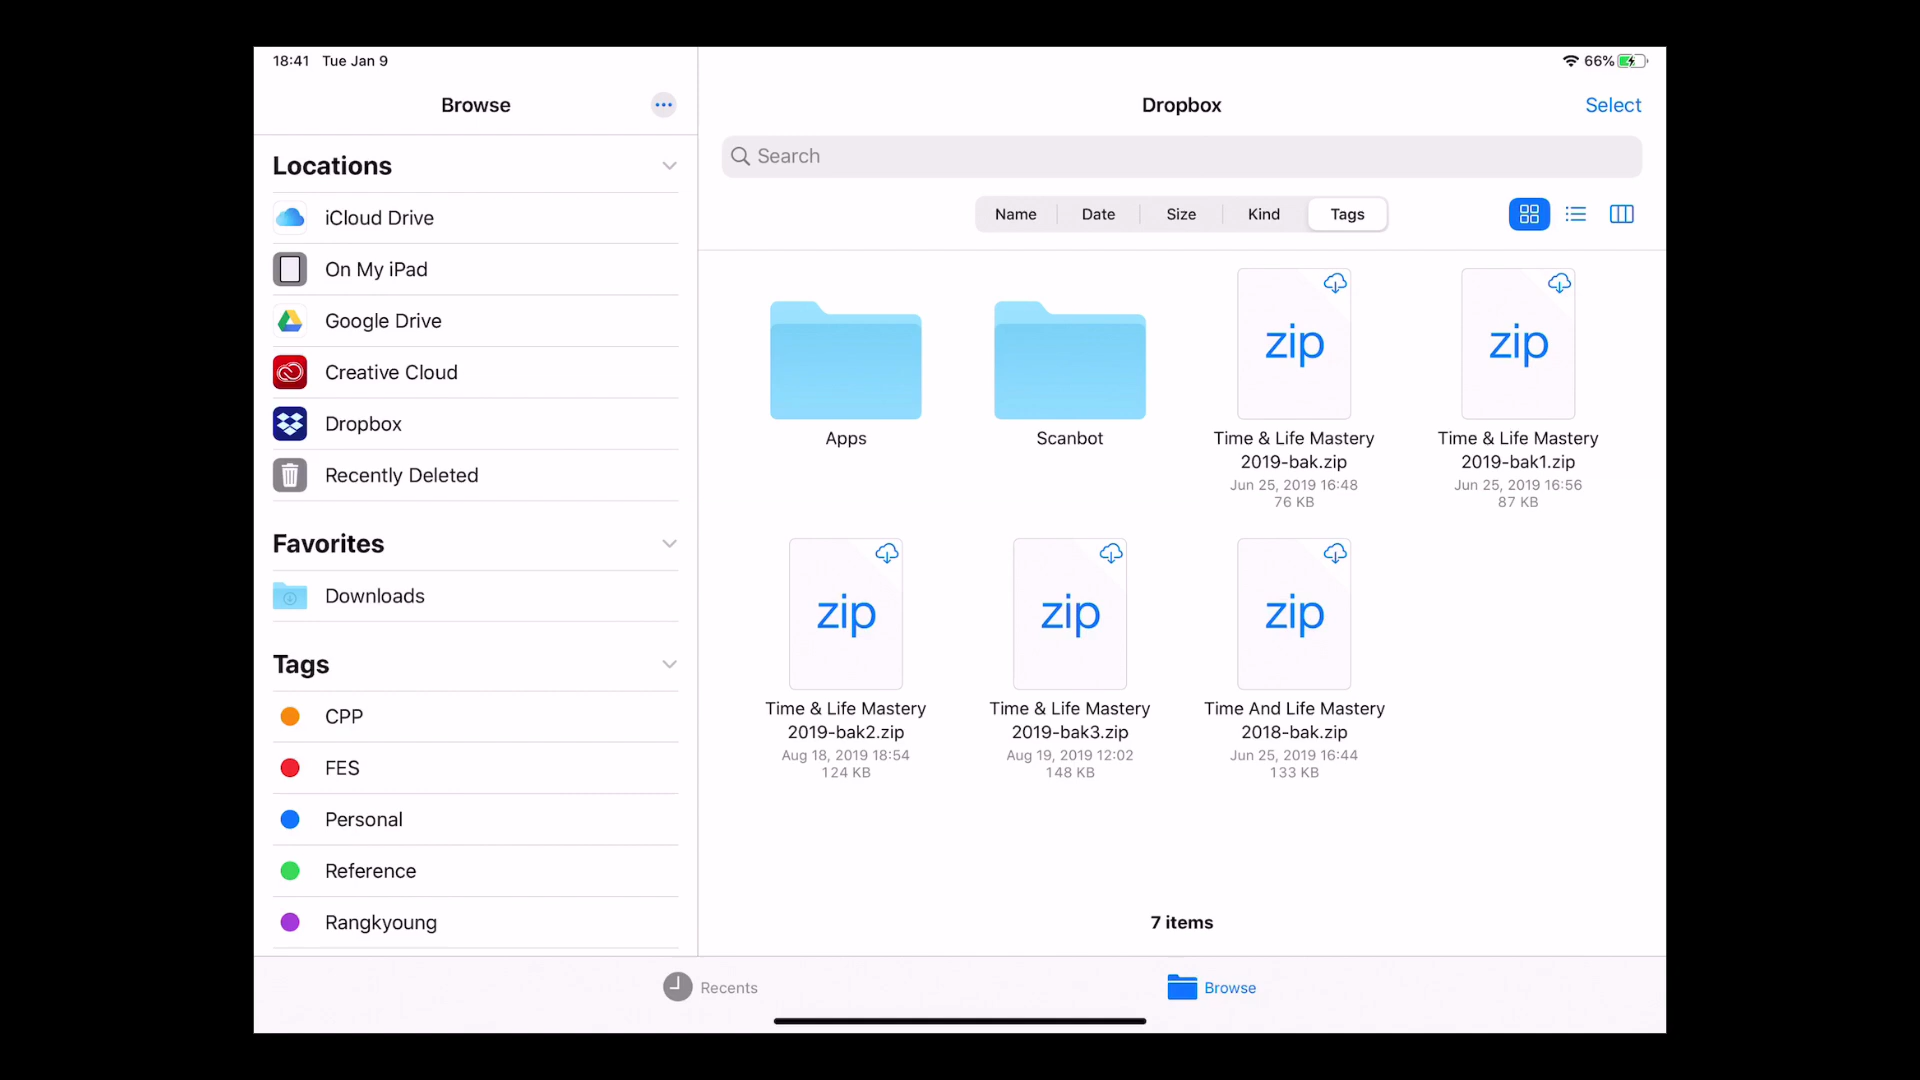 18:41 Tue Jan 9
66%
Browse
Locations
iCloud Drive
On My iPad
Google Drive
Creative Cloud
Dropbox
Recently Deleted
Favorites
Downloads
Tags
CPP
FES
Personal
Reference
Rangkyoung
Dropbox
Select
Search
Name Date Size Kind Tags
Apps
Scanbot
zip
Time & Life Mastery
2019-bak.zip
Jun 25, 2019 16:48
76 KB
zip
Time & Life Mastery
2019-bak1.zip
Jun 25, 2019 16:56
87 KB
zip
Time & Life Mastery
2019-bak2.zip
Aug 18, 2019 18:54
124 KB
zip
Time & Life Mastery
2019-bak3.zip
Aug 19, 2019 12:02
148 KB
zip
Time And Life Mastery
2018-bak.zip
Jun 25, 2019 16:44
133 KB
7 items
Recents
Browse